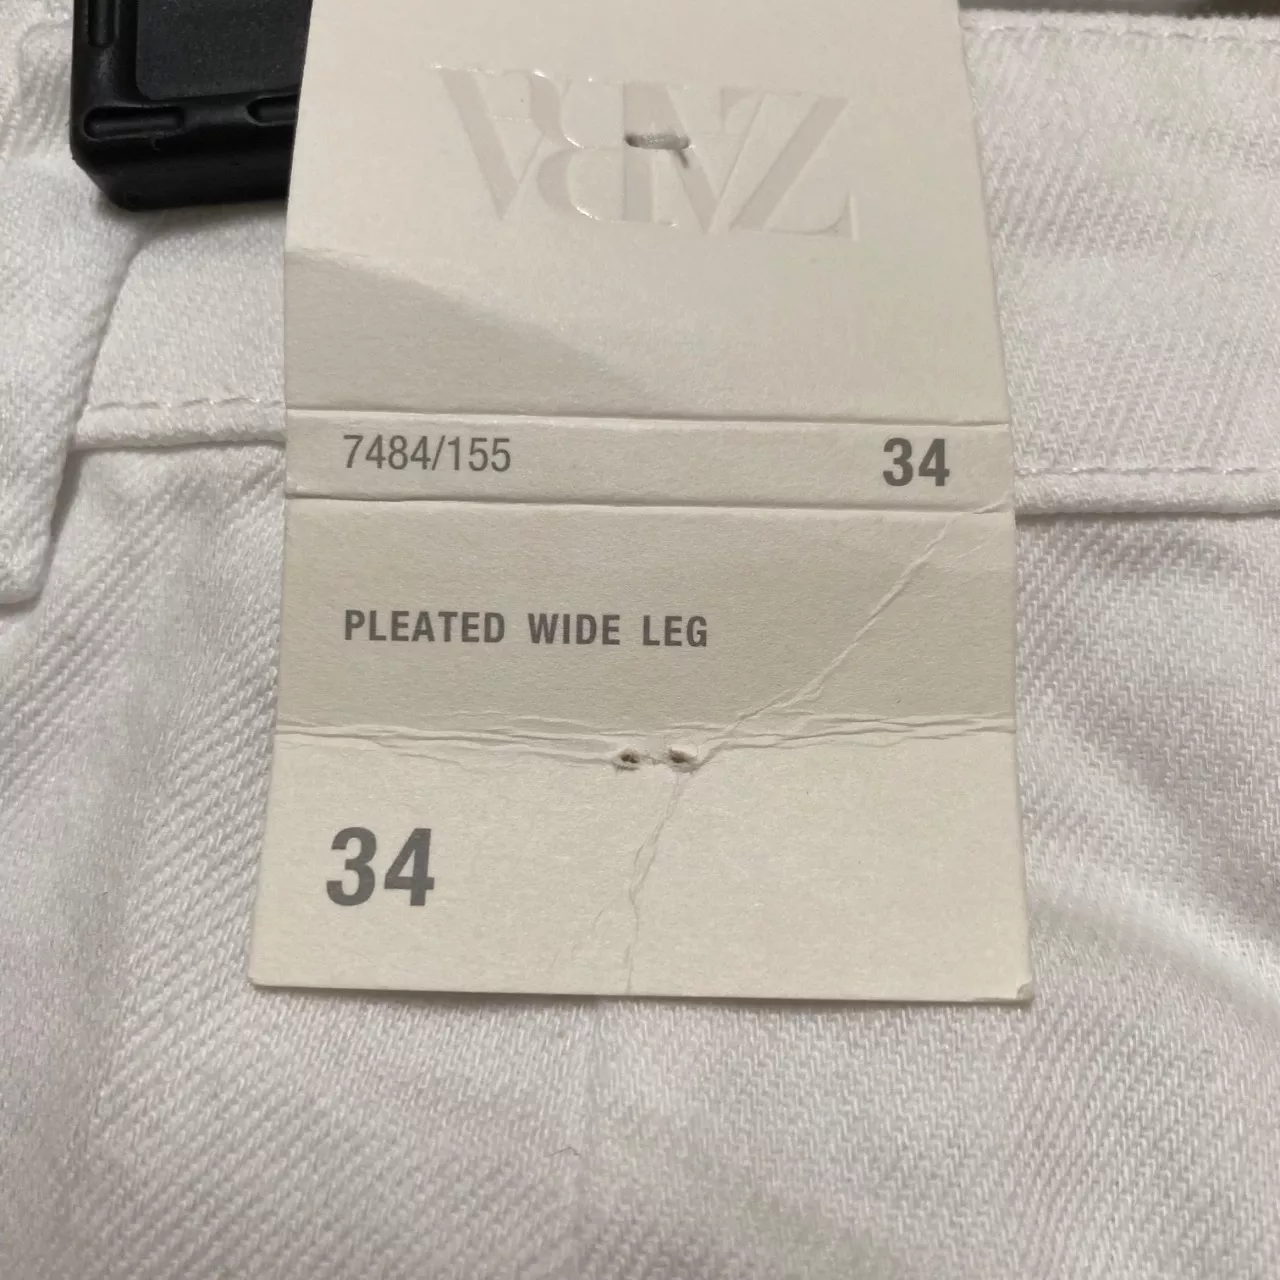 ZARA
7484/155 34
PLEATED WIDE LEG
34